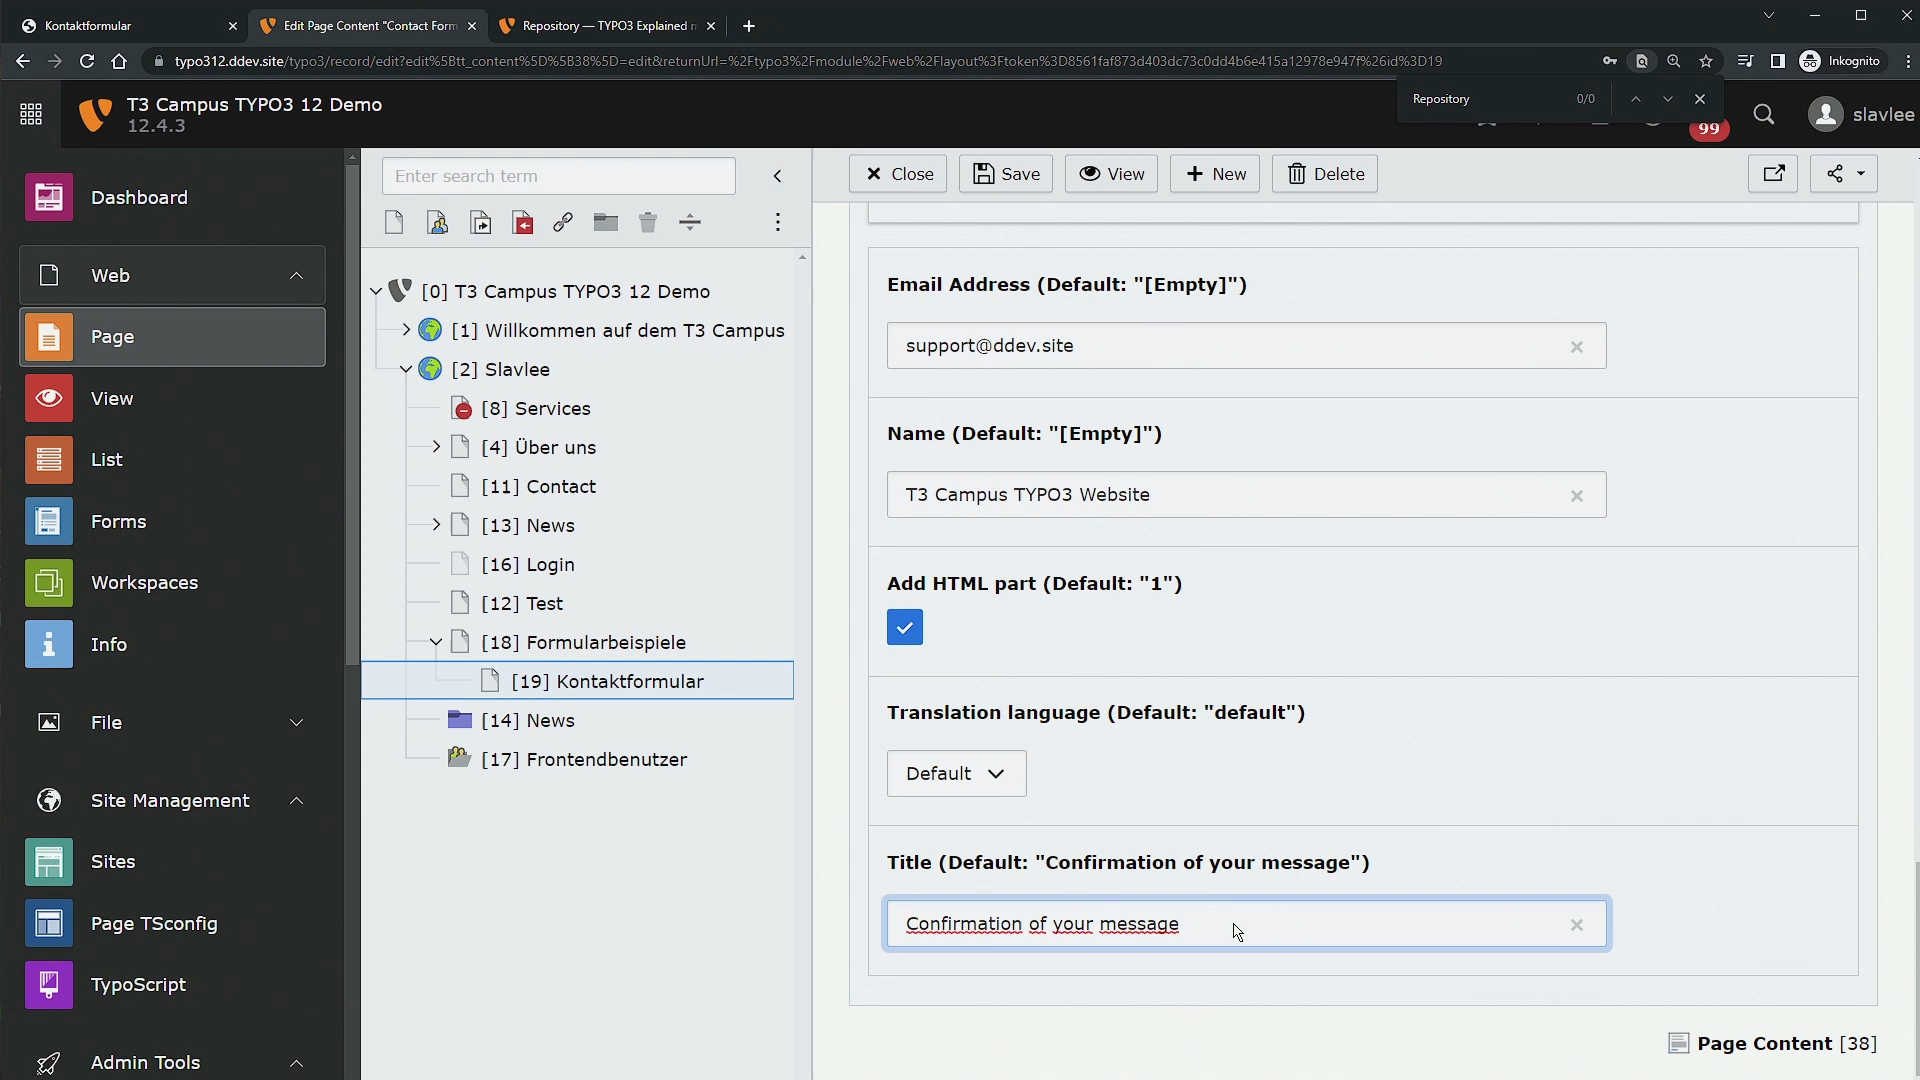 Kontaktformular
Edit Page Content "Contact Form
Repository — TYPO3 Explained
typo312.ddev.site/typo3/record/edit?edit%5Btt_content%5D%5B38%5D=edit&returnUrl=%2Ftypo3%2Fmodule%2Fweb%2Flayout%3Ftoken%3D8561faf873d403dc73c0dd4b6e415a12978e947f%26id%3D19
Inkognito
Repository
0/0
T3 Campus TYPO3 12 Demo
12.4.3
99
slavlee
Dashboard
Web
Page
View
List
Forms
Workspaces
Info
File
Site Management
Sites
Page TSconfig
TypoScript
Admin Tools
Enter search term
[0] T3 Campus TYPO3 12 Demo
[1] Willkommen auf dem T3 Campus
[2] Slavlee
[8] Services
[4] Über uns
[11] Contact
[13] News
[16] Login
[12] Test
[18] Formularbeispiele
[19] Kontaktformular
[14] News
[17] Frontendbenutzer
Close
Save
View
New
Delete
Email Address (Default: "[Empty]")
support@ddev.site
Name (Default: "[Empty]")
T3 Campus TYPO3 Website
Add HTML part (Default: "1")
Translation language (Default: "default")
Default
Title (Default: "Confirmation of your message")
Confirmation of your message
Page Content [38]